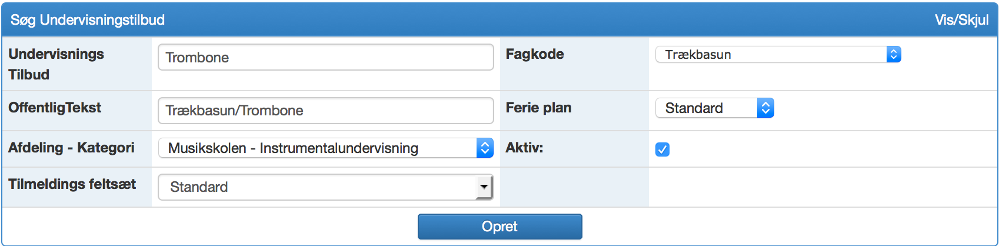 Søg Undervisningstilbud Vis/Skjul
Undervisnings Tilbud
Trombone
Fagkode
Trækbasun
OffentligTekst
Trækbasun/Trombone
Ferie plan
Standard
Afdeling - Kategori
Musikskolen - Instrumentalundervisning
Aktiv:
Tilmeldings feltsæt
Standard
Opret